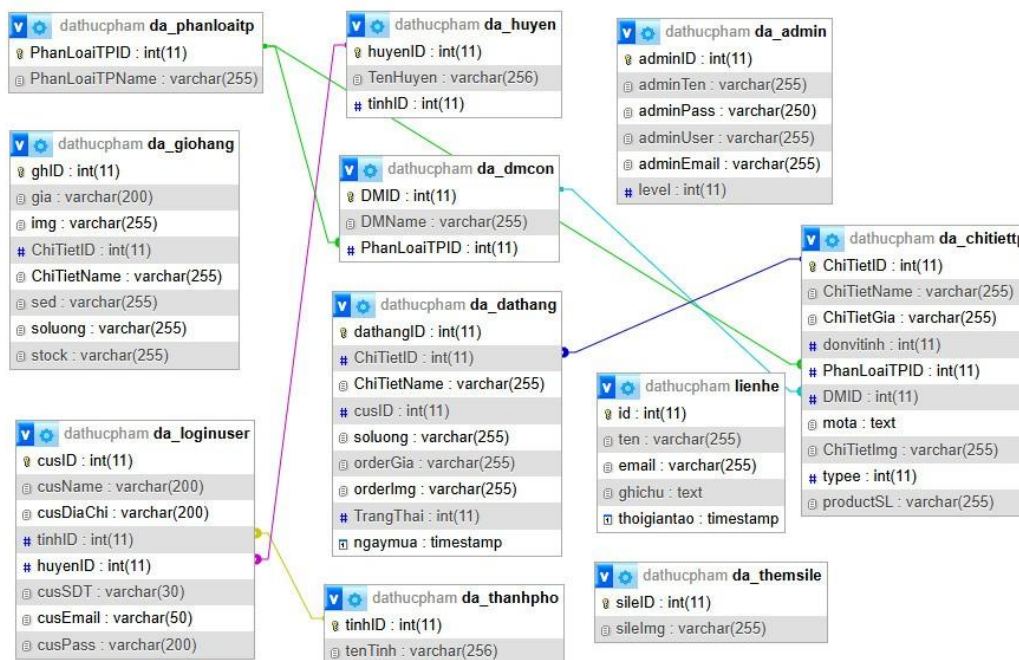 dathucpham da_phanloaitp
PhanLoaiTPID : int(11)
PhanLoaiTPName : varchar(255)
dathucpham da_huyen
huyenID : int(11)
TenHuyen : varchar(256)
tinhID : int(11)
dathucpham da_admin
adminID : int(11)
adminTen : varchar(255)
adminPass : varchar(250)
adminUser : varchar(255)
adminEmail : varchar(255)
level : int(11)
dathucpham da_giohang
ghID : int(11)
gia : varchar(200)
img : varchar(255)
ChiTietID : int(11)
ChiTietName : varchar(255)
sed : varchar(255)
soluong : varchar(255)
stock : varchar(255)
dathucpham da_dmcon
DMID : int(11)
DMName : varchar(255)
PhanLoaiTPID : int(11)
dathucpham da_chitiettp
ChiTietID : int(11)
ChiTietName : varchar(255)
ChiTietGia : varchar(255)
donvitinh : int(11)
PhanLoaiTPID : int(11)
DMID : int(11)
mota : text
ChiTietImg : varchar(255)
typee : int(11)
productSL : varchar(255)
dathucpham da_dathang
dathangID : int(11)
ChiTietID : int(11)
ChiTietName : varchar(255)
cusID : int(11)
soluong : varchar(255)
orderGia : varchar(255)
orderImg : varchar(255)
TrangThai : int(11)
ngaymua : timestamp
dathucpham lienhe
id : int(11)
ten : varchar(255)
email : varchar(255)
ghichu : text
thoigiantao : timestamp
dathucpham da_loginuser
cusID : int(11)
cusName : varchar(200)
cusDiaChi : varchar(200)
tinhID : int(11)
huyenID : int(11)
cusSDT : varchar(30)
cusEmail : varchar(50)
cusPass : varchar(200)
dathucpham da_thanhpho
tinhID : int(11)
tenTinh : varchar(256)
dathucpham da_themsile
sileID : int(11)
sileImg : varchar(255)